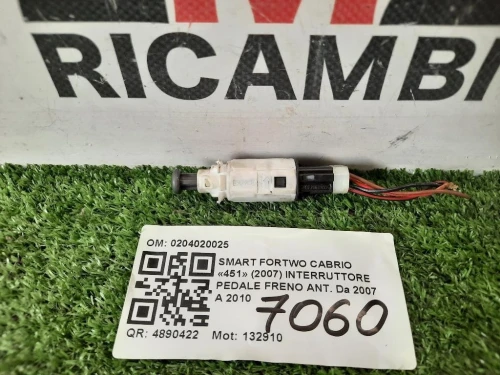 RICAMBI
OM: 0204020025
SMART FORTWO CABRIO
«451» (2007) INTERRUTTORE
PEDALE FRENO ANT. Da 2007
A 2010
7060
QR: 4890422 Mot: 132910